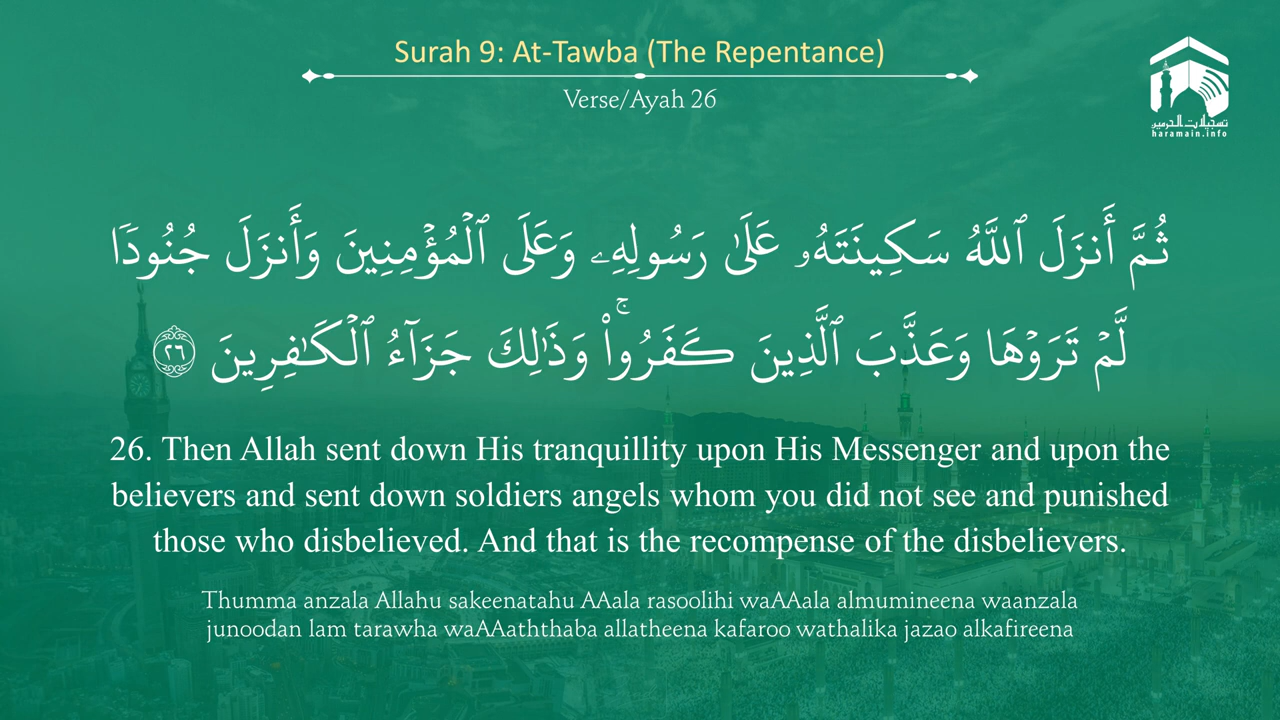 Surah 9: At-Tawba (The Repentance)
Verse/Ayah 26
تسجيلات الحرمين
haramain.info
ثُمَّ أَنزَلَ ٱللَّهُ سَكِينَتَهُۥ عَلَىٰ رَسُولِهِۦ وَعَلَى ٱلْمُؤْمِنِينَ وَأَنزَلَ جُنُودًا
لَّمْ تَرَوْهَا وَعَذَّبَ ٱلَّذِينَ كَفَرُوا۟ ۚ وَذَٰلِكَ جَزَآءُ ٱلْكَـٰفِرِينَ ٢٦
26. Then Allah sent down His tranquillity upon His Messenger and upon the
believers and sent down soldiers angels whom you did not see and punished
those who disbelieved. And that is the recompense of the disbelievers.
Thumma anzala Allahu sakeenatahu AAala rasoolihi waAAala almumineena waanzala
junoodan lam tarawha waAAaththaba allatheena kafaroo wathalika jazao alkafireena